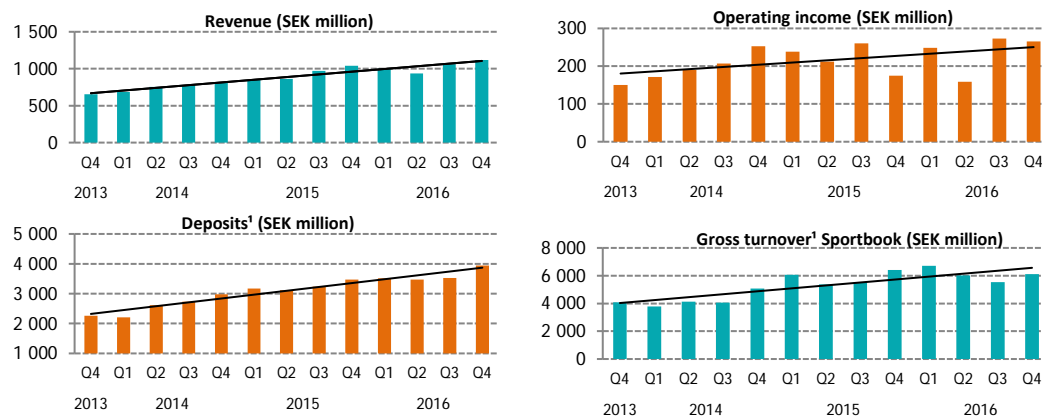 Revenue (SEK million)
1 500
1 000
500
0
Q4 Q1 Q2 Q3 Q4 Q1 Q2 Q3 Q4 Q1 Q2 Q3 Q4
2013 2014 2015 2016
Operating income (SEK million)
300
200
100
0
Q4 Q1 Q2 Q3 Q4 Q1 Q2 Q3 Q4 Q1 Q2 Q3 Q4
2013 2014 2015 2016
Deposits¹ (SEK million)
5 000
4 000
3 000
2 000
1 000
Q4 Q1 Q2 Q3 Q4 Q1 Q2 Q3 Q4 Q1 Q2 Q3 Q4
2013 2014 2015 2016
Gross turnover¹ Sportbook (SEK million)
8 000
6 000
4 000
2 000
0
Q4 Q1 Q2 Q3 Q4 Q1 Q2 Q3 Q4 Q1 Q2 Q3 Q4
2013 2014 2015 2016